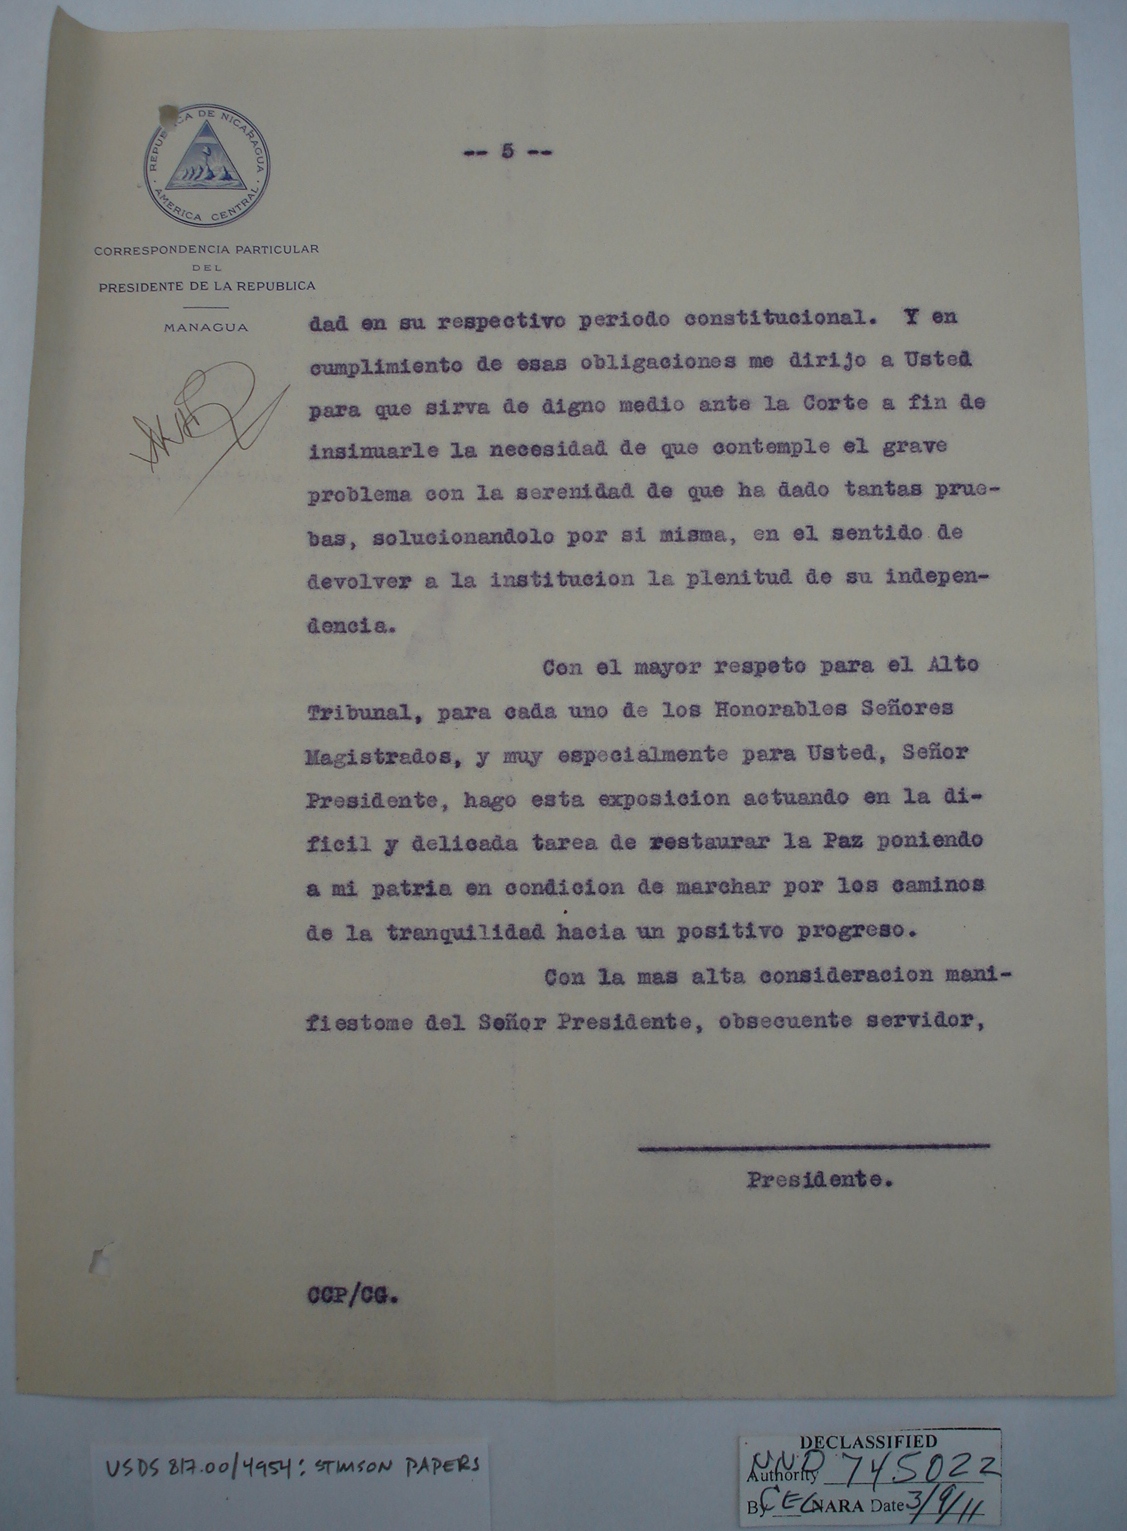 REPUBLICA DE NICARAGUA
AMERICA CENTRAL
-- 5 --
CORRESPONDENCIA PARTICULAR
DEL
PRESIDENTE DE LA REPUBLICA
MANAGUA
dad en su respectivo periodo constitucional. Y en
cumplimiento de esas obligaciones me dirijo a Usted
para que sirva de digno medio ante la Corte a fin de
insinuarle la necesidad de que contemple el grave
problema con la serenidad de que ha dado tantas prue-
bas, solucionandolo por si misma, en el sentido de
devolver a la institucion la plenitud de su indepen-
dencia.
Con el mayor respeto para el Alto
Tribunal, para cada uno de los Honorables Señores
Magistrados, y muy especialmente para Usted, Señor
Presidente, hago esta exposicion actuando en la di-
ficil y delicada tarea de restaurar la Paz poniendo
a mi patria en condicion de marchar por los caminos
de la tranquilidad hacia un positivo progreso.
Con la mas alta consideracion mani-
fiestome del Señor Presidente, obsecuente servidor,
Presidente.
CCP/CG.
USDS 817.00/4954: STIMSON PAPERS
DECLASSIFIED
Authority NND 745022
By CEG NARA Date 3/9/11